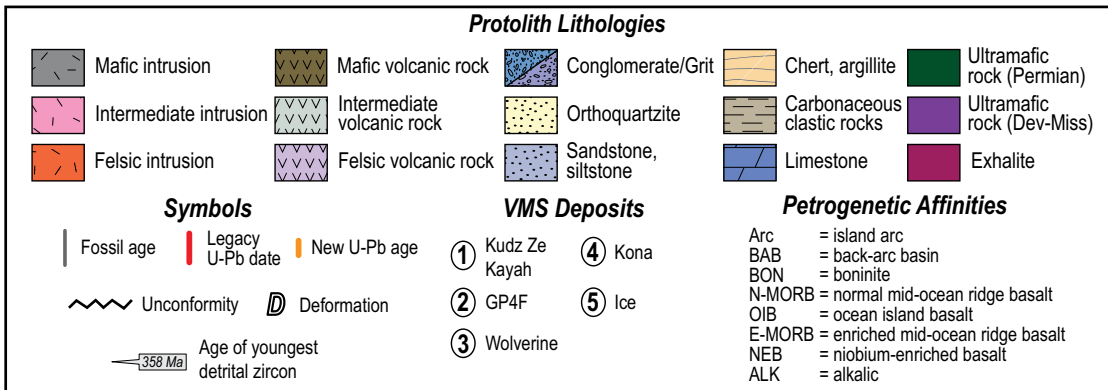 Protolith Lithologies
Mafic intrusion
Mafic volcanic rock
Conglomerate/Grit
Chert, argillite
Ultramafic
rock (Permian)
Intermediate intrusion
Intermediate
volcanic rock
Orthoquartzite
Carbonaceous
clastic rocks
Ultramafic
rock (Dev-Miss)
Felsic intrusion
Felsic volcanic rock
Sandstone,
siltstone
Limestone
Exhalite
Symbols
Fossil age
Legacy
U-Pb date
New U-Pb age
Unconformity
D Deformation
358 Ma
Age of youngest
detrital zircon
VMS Deposits
1 Kudz Ze
Kayah
2 GP4F
3 Wolverine
4 Kona
5 Ice
Petrogenetic Affinities
Arc = island arc
BAB = back-arc basin
BON = boninite
N-MORB = normal mid-ocean ridge basalt
OIB = ocean island basalt
E-MORB = enriched mid-ocean ridge basalt
NEB = niobium-enriched basalt
ALK = alkalic